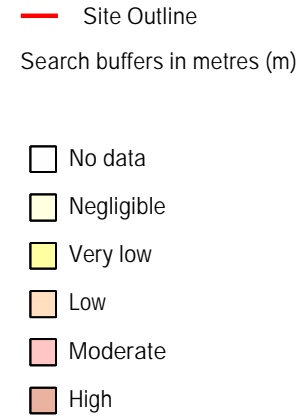 Site Outline
Search buffers in metres (m)
No data
Negligible
Very low
Low
Moderate
High